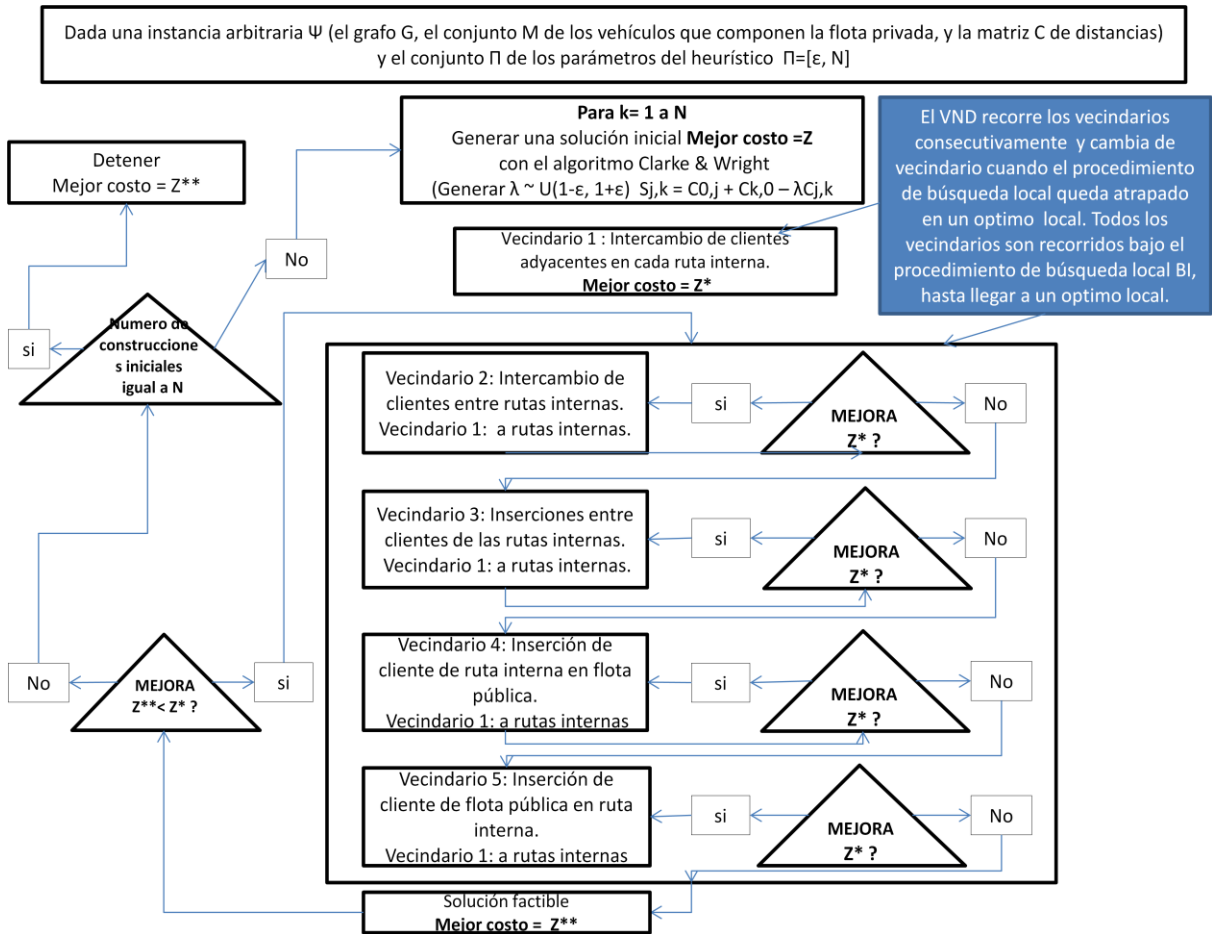 Dada una instancia arbitraria Ψ (el grafo G, el conjunto M de los vehículos que componen la flota privada, y la matriz C de distancias)
y el conjunto Π de los parámetros del heurístico Π=[ε, N]
Para k= 1 a N
Generar una solución inicial Mejor costo =Z
con el algoritmo Clarke & Wright
(Generar λ ~ U(1-ε, 1+ε) Sj,k = C0,j + Ck,0 – λCj,k
El VND recorre los vecindarios
consecutivamente y cambia de
vecindario cuando el procedimiento
de búsqueda local queda atrapado
en un optimo local. Todos los
vecindarios son recorridos bajo el
procedimiento de búsqueda local BI,
hasta llegar a un optimo local.
Detener
Mejor costo = Z**
No
Vecindario 1 : Intercambio de clientes
adyacentes en cada ruta interna.
Mejor costo = Z*
si
Numero de
construccione
s iniciales
igual a N
Vecindario 2: Intercambio de
clientes entre rutas internas.
Vecindario 1: a rutas internas.
si
MEJORA
Z* ?
No
Vecindario 3: Inserciones entre
clientes de las rutas internas.
Vecindario 1: a rutas internas.
si
MEJORA
Z* ?
No
Vecindario 4: Inserción de
cliente de ruta interna en flota
pública.
Vecindario 1: a rutas internas
si
MEJORA
Z* ?
No
No
MEJORA
Z**< Z* ?
si
Vecindario 5: Inserción de
cliente de flota pública en ruta
interna.
Vecindario 1: a rutas internas
si
MEJORA
Z* ?
No
Solución factible
Mejor costo = Z**